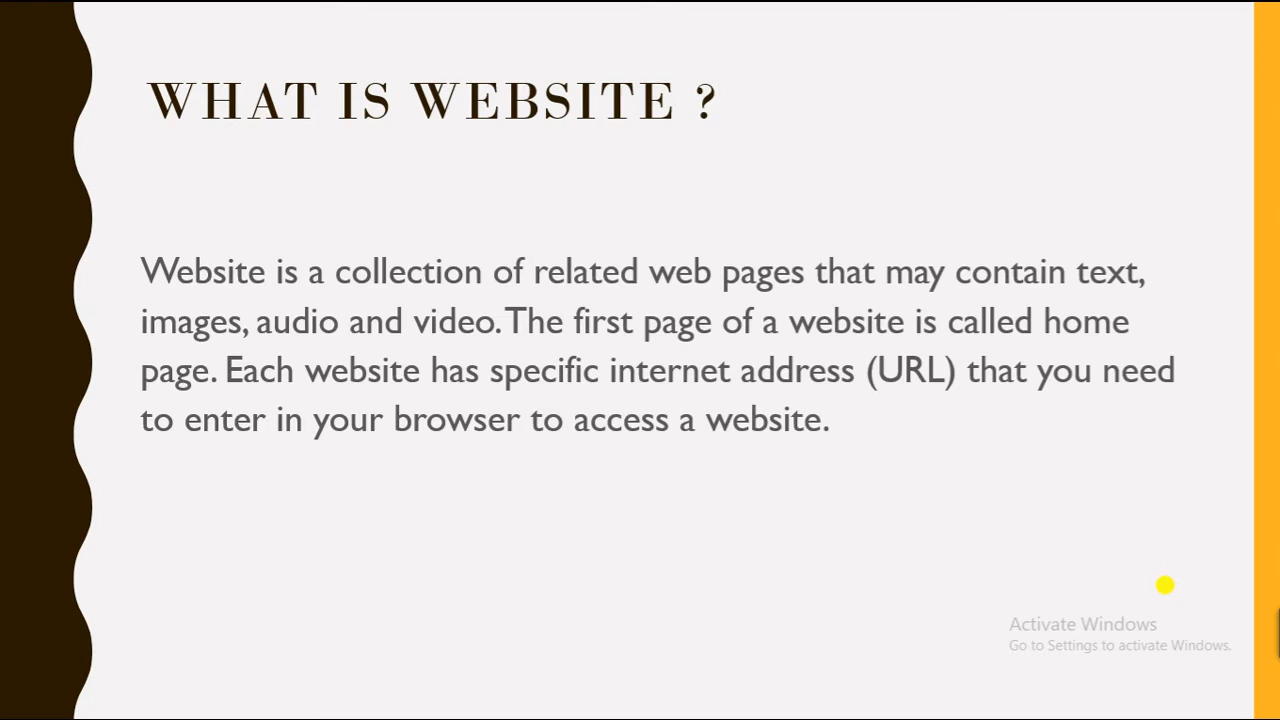 WHAT IS WEBSITE ?
Website is a collection of related web pages that may contain text,
images, audio and video. The first page of a website is called home
page. Each website has specific internet address (URL) that you need
to enter in your browser to access a website.
Activate Windows
Go to Settings to activate Windows.